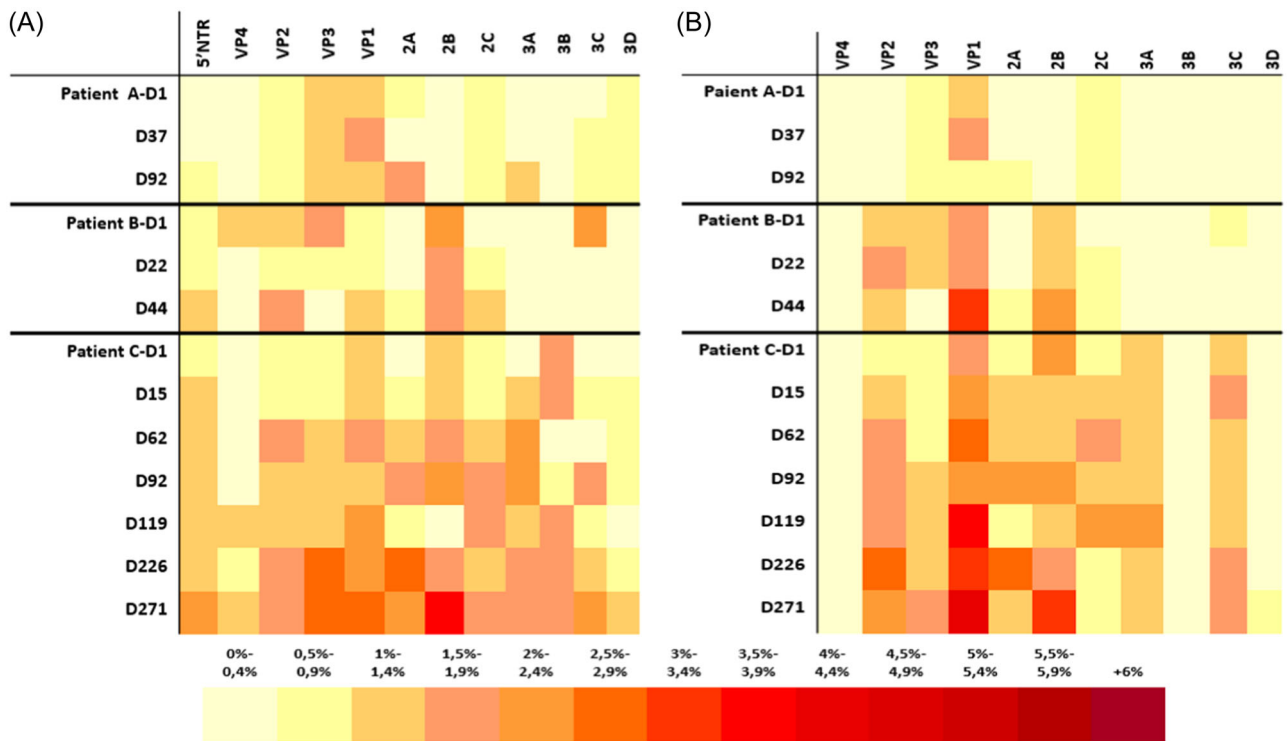 (A)
5'NTR VP4 VP2 VP3 VP1 2A 2B 2C 3A 3B 3C 3D
Patient A-D1
D37
D92
Patient B-D1
D22
D44
Patient C-D1
D15
D62
D92
D119
D226
D271
(B)
VP4 VP2 VP3 VP1 2A 2B 2C 3A 3B 3C 3D
Paient A-D1
D37
D92
Patient B-D1
D22
D44
Patient C-D1
D15
D62
D92
D119
D226
D271
0%- 0,5%- 1%- 1,5%- 2%- 2,5%- 3%- 3,5%- 4%- 4,5%- 5%- 5,5%-
0,4% 0,9% 1,4% 1,9% 2,4% 2,9% 3,4% 3,9% 4,4% 4,9% 5,4% 5,9% +6%